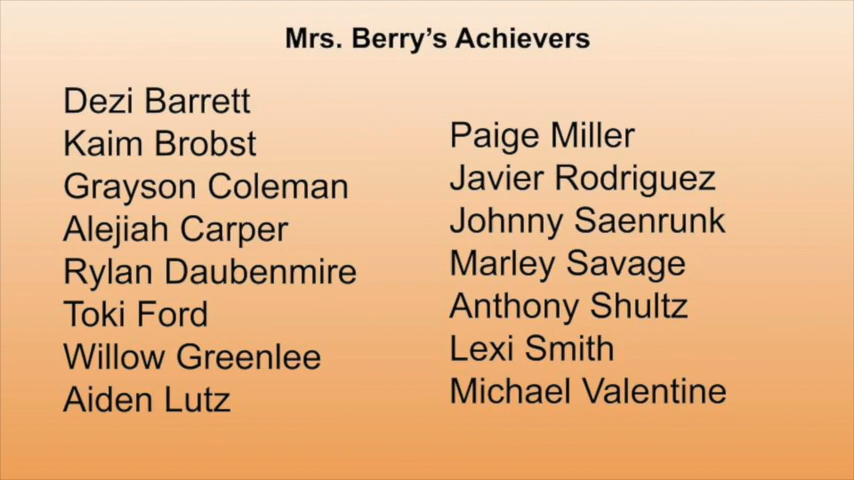 Mrs. Berry’s Achievers
Dezi Barrett
Kaim Brobst
Grayson Coleman
Alejiah Carper
Rylan Daubenmire
Toki Ford
Willow Greenlee
Aiden Lutz
Paige Miller
Javier Rodriguez
Johnny Saenrunk
Marley Savage
Anthony Shultz
Lexi Smith
Michael Valentine